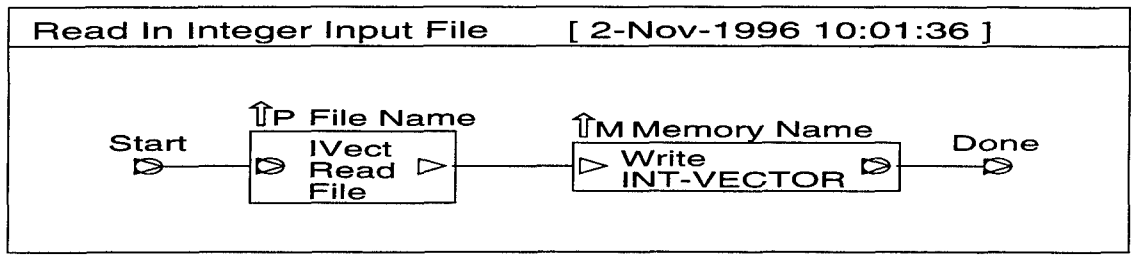 Read In Integer Input File [ 2-Nov-1996 10:01:36 ]
⇑P File Name
⇑M Memory Name
Start
Done
IVect
Read
File
Write
INT-VECTOR